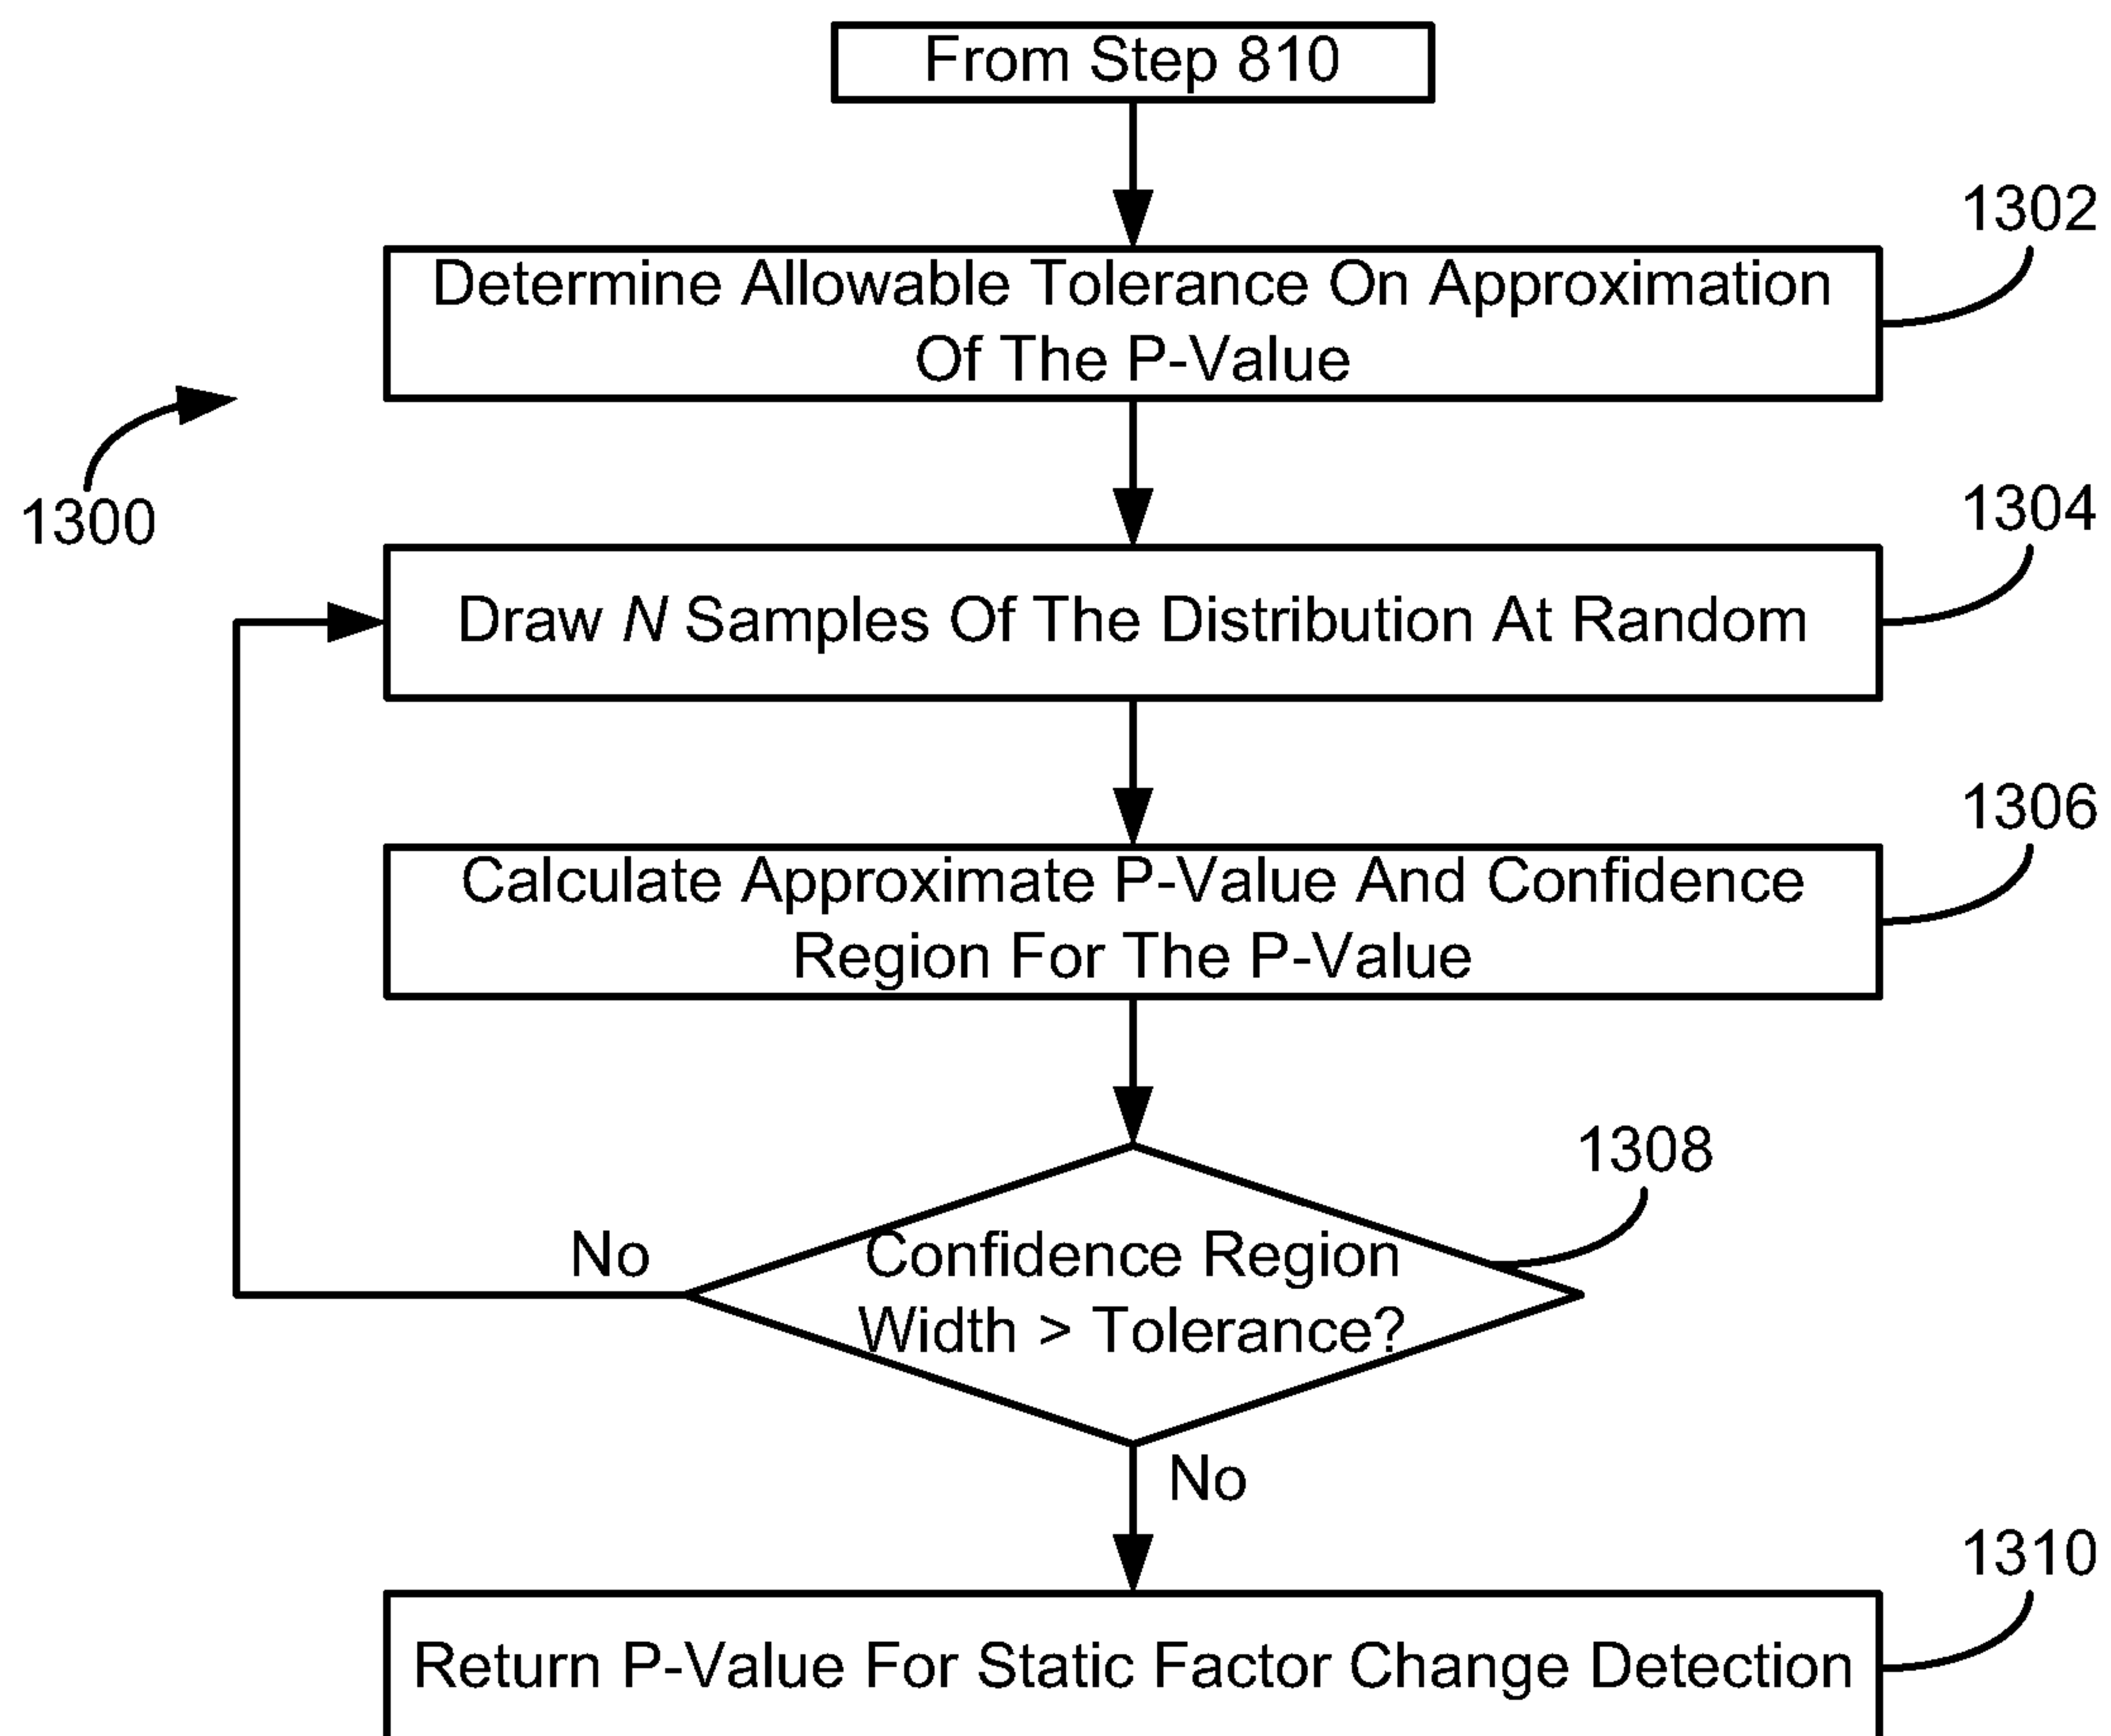 From Step 810
1302
Determine Allowable Tolerance On Approximation
Of The P-Value
1300
1304
Draw N Samples Of The Distribution At Random
1306
Calculate Approximate P-Value And Confidence
Region For The P-Value
1308
No
Confidence Region
Width > Tolerance?
No
1310
Return P-Value For Static Factor Change Detection